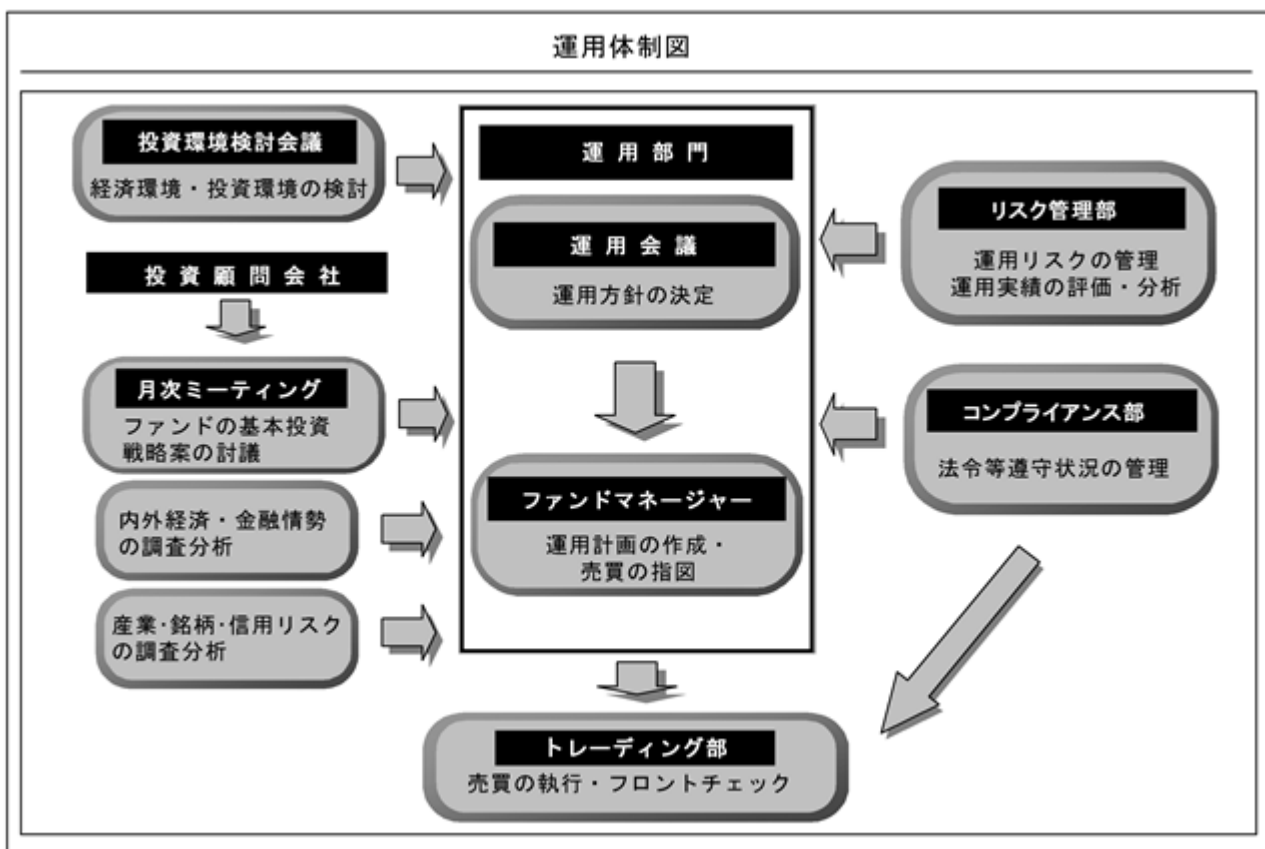 運用体制図
投資環境検討会議
経済環境・投資環境の検討
投資顧問会社
月次ミーティング
ファンドの基本投資
戦略案の討議
内外経済・金融情勢
の調査分析
産業・銘柄・信用リスク
の調査分析
運用部門
運用会議
運用方針の決定
ファンドマネージャー
運用計画の作成・
売買の指図
リスク管理部
運用リスクの管理
運用実績の評価・分析
コンプライアンス部
法令等遵守状況の管理
トレーディング部
売買の執行・フロントチェック